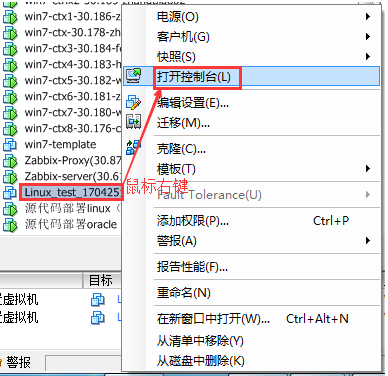 win7-ctx-30.186-z
win7-ctx-30.178-zh
win7-ctx3-30.184-f
win7-ctx4-30.183-h
win7-ctx5-30.182-w
win7-ctx6-30.181-z
win7-ctx7-30.180-w
win7-ctx8-30.176-c
win7-template
Zabbix-Proxy(30.87
Zabbix-server(30.61
Linux_test_170425
源代码部署linux（
源代码部署oracle
目标
虚拟机
虚拟机
警报
电源(O)
客户机(G)
快照(S)
打开控制台(L)
编辑设置(E)...
迁移(M)...
克隆(C)...
模板(T)
鼠标右键
Fault Tolerance(U)
添加权限(P)... Ctrl+P
警报(A)
报告性能(F)...
重命名(N)
在新窗口中打开(W)... Ctrl+Alt+N
从清单中移除(V)
从磁盘中删除(K)